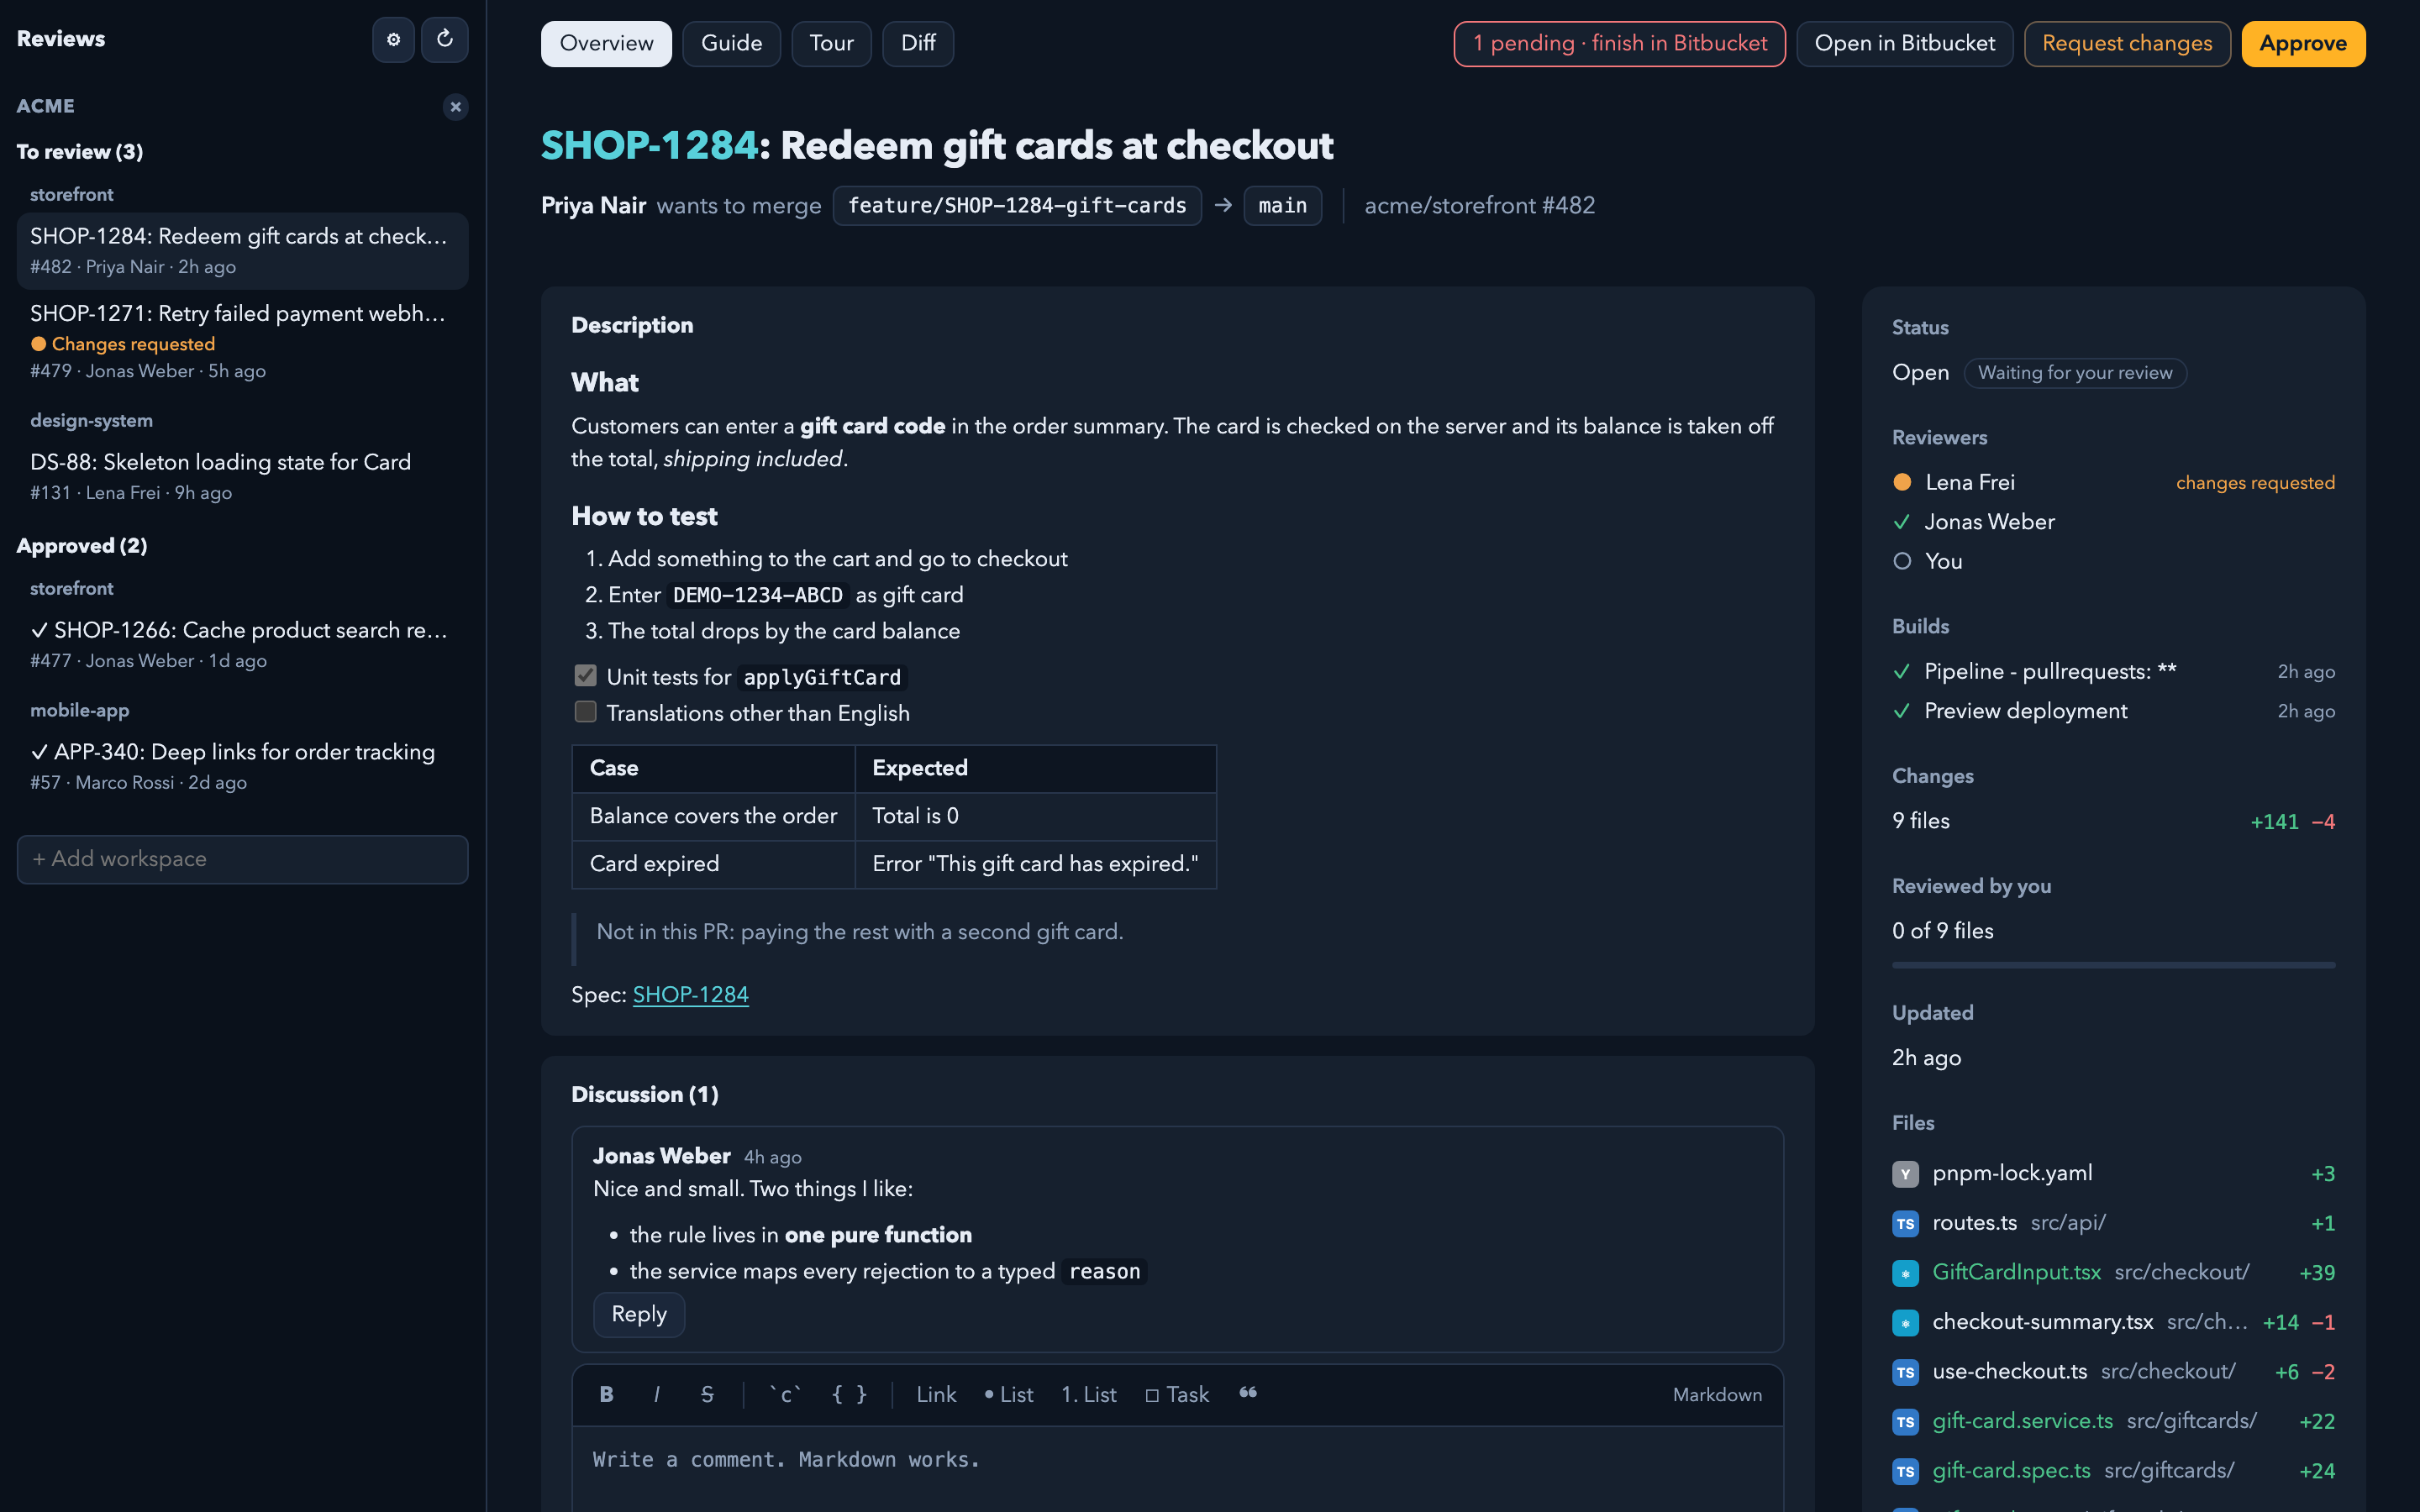 Reviews
ACME
To review (3)
storefront
SHOP-1284: Redeem gift cards at check…
#482 · Priya Nair · 2h ago
SHOP-1271: Retry failed payment webh…
Changes requested
#479 · Jonas Weber · 5h ago
design-system
DS-88: Skeleton loading state for Card
#131 · Lena Frei · 9h ago
Approved (2)
storefront
✓ SHOP-1266: Cache product search re…
#477 · Jonas Weber · 1d ago
mobile-app
✓ APP-340: Deep links for order tracking
#57 · Marco Rossi · 2d ago
+ Add workspace
Overview Guide Tour Diff
1 pending · finish in Bitbucket Open in Bitbucket Request changes Approve
SHOP-1284: Redeem gift cards at checkout
Priya Nair wants to merge feature/SHOP-1284-gift-cards → main acme/storefront #482
Description
What
Customers can enter a gift card code in the order summary. The card is checked on the server and its balance is taken off
the total, shipping included.
How to test
1. Add something to the cart and go to checkout
2. Enter DEMO-1234-ABCD as gift card
3. The total drops by the card balance
Unit tests for applyGiftCard
Translations other than English
Case Expected
Balance covers the order Total is 0
Card expired Error "This gift card has expired."
Not in this PR: paying the rest with a second gift card.
Spec: SHOP-1284
Discussion (1)
Jonas Weber 4h ago
Nice and small. Two things I like:
• the rule lives in one pure function
• the service maps every rejection to a typed reason
Reply
B I S `c` { } Link • List 1. List □ Task ❝ Markdown
Write a comment. Markdown works.
Status
Open Waiting for your review
Reviewers
Lena Frei changes requested
Jonas Weber
You
Builds
Pipeline - pullrequests: ** 2h ago
Preview deployment 2h ago
Changes
9 files +141 −4
Reviewed by you
0 of 9 files
Updated
2h ago
Files
Y pnpm-lock.yaml +3
TS routes.ts src/api/ +1
GiftCardInput.tsx src/checkout/ +39
checkout-summary.tsx src/ch… +14 −1
TS use-checkout.ts src/checkout/ +6 −2
TS gift-card.service.ts src/giftcards/ +22
TS gift-card.spec.ts src/giftcards/ +24